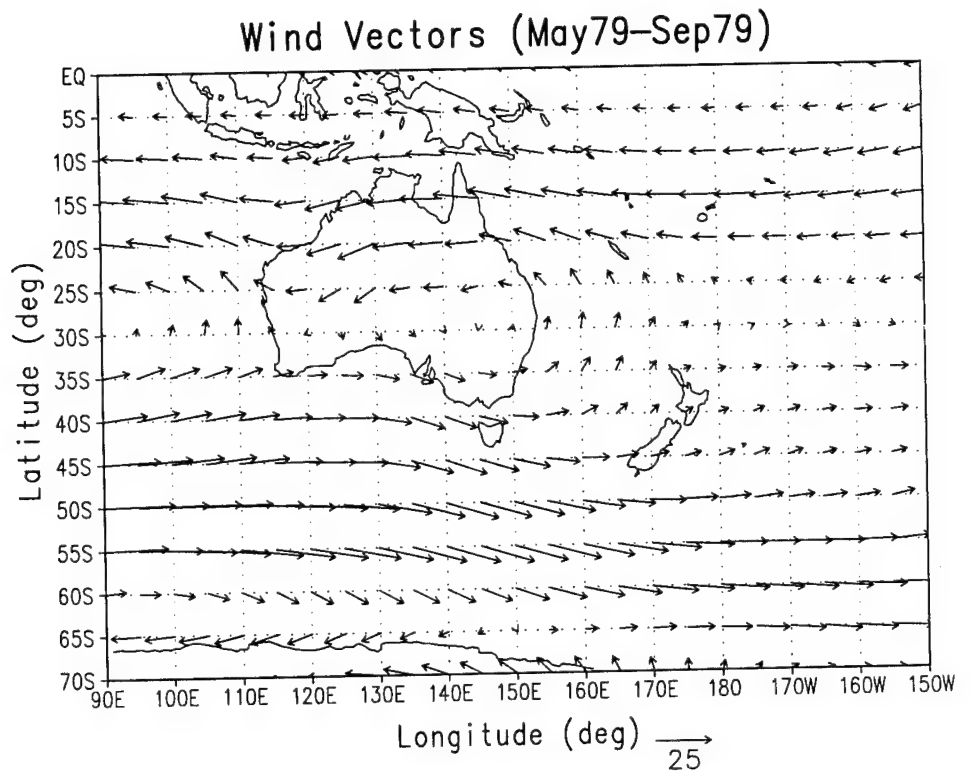 Wind Vectors (May79–Sep79)
EQ
5S
10S
15S
20S
25S
30S
35S
40S
45S
50S
55S
60S
65S
70S
Latitude (deg)
90E 100E 110E 120E 130E 140E 150E 160E 170E 180 170W 160W 150W
Longitude (deg)
25